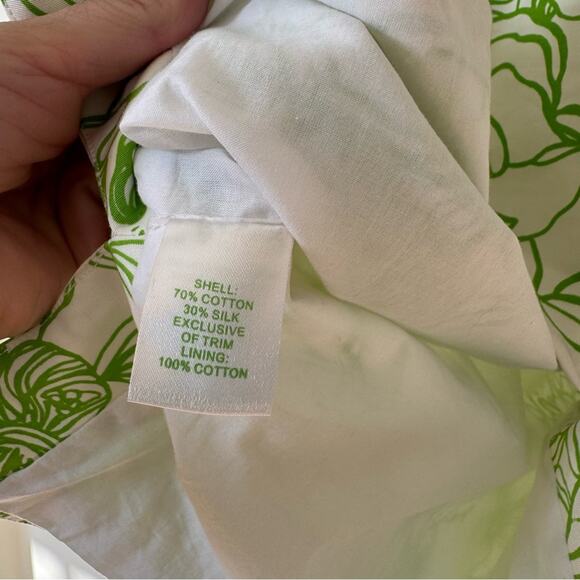 SHELL:
70% COTTON
30% SILK
EXCLUSIVE
OF TRIM
LINING:
100% COTTON